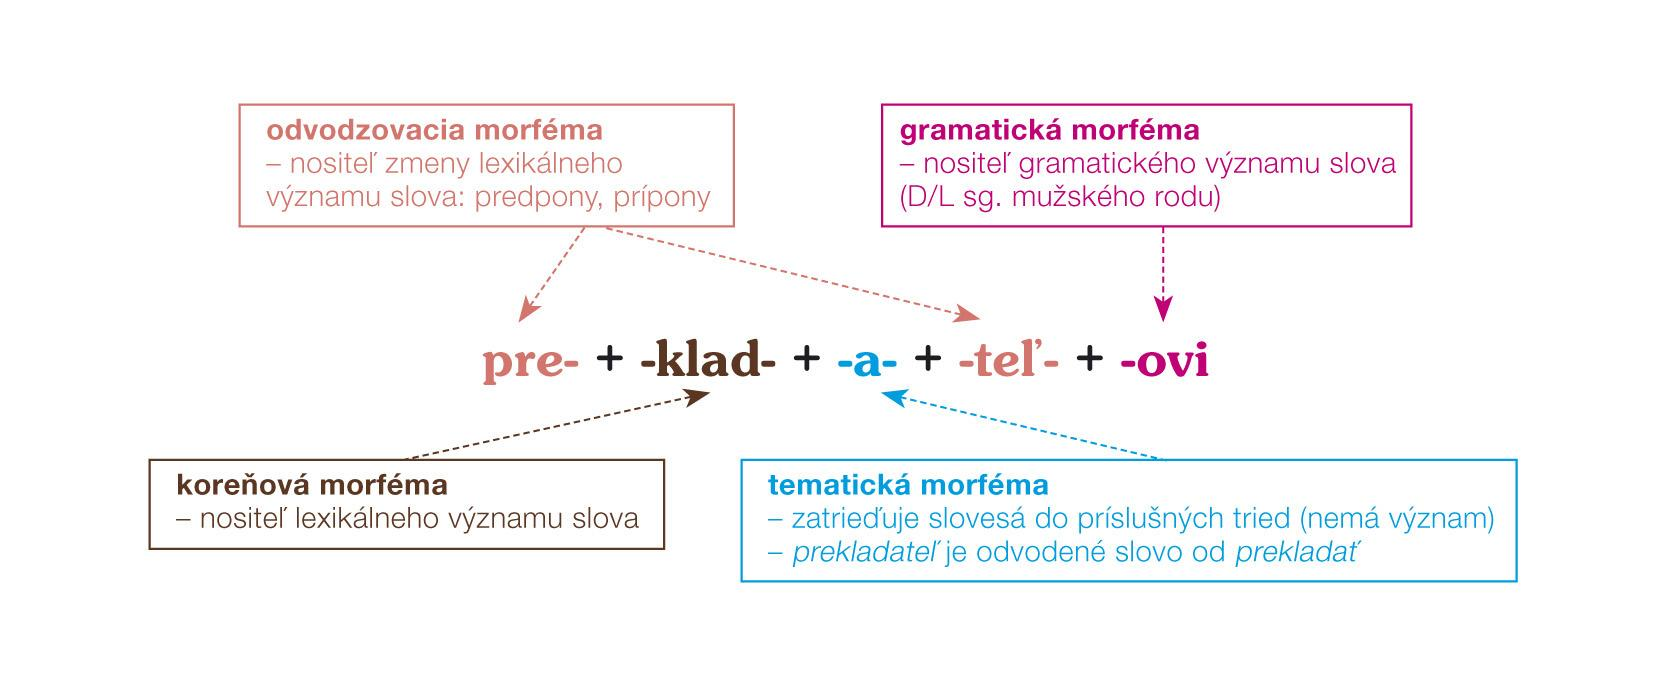 odvodzovacia morféma
– nositeľ zmeny lexikálneho
významu slova: predpony, prípony
gramatická morféma
– nositeľ gramatického významu slova
(D/L sg. mužského rodu)
pre- + -klad- + -a- + -teľ- + -ovi
koreňová morféma
– nositeľ lexikálneho významu slova
tematická morféma
– zatrieďuje slovesá do príslušných tried (nemá význam)
– prekladateľ je odvodené slovo od prekladať